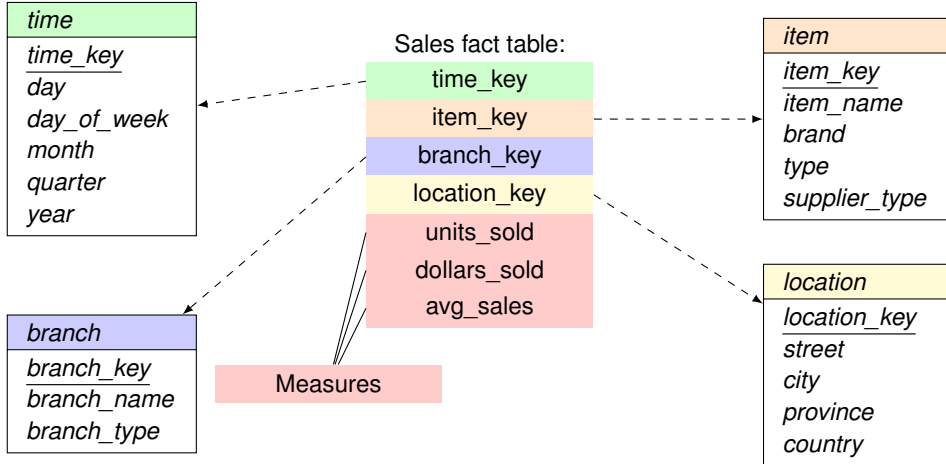 time
time_key
day
day_of_week
month
quarter
year
Sales fact table:
time_key
item_key
branch_key
location_key
units_sold
dollars_sold
avg_sales
Measures
item
item_key
item_name
brand
type
supplier_type
branch
branch_key
branch_name
branch_type
location
location_key
street
city
province
country